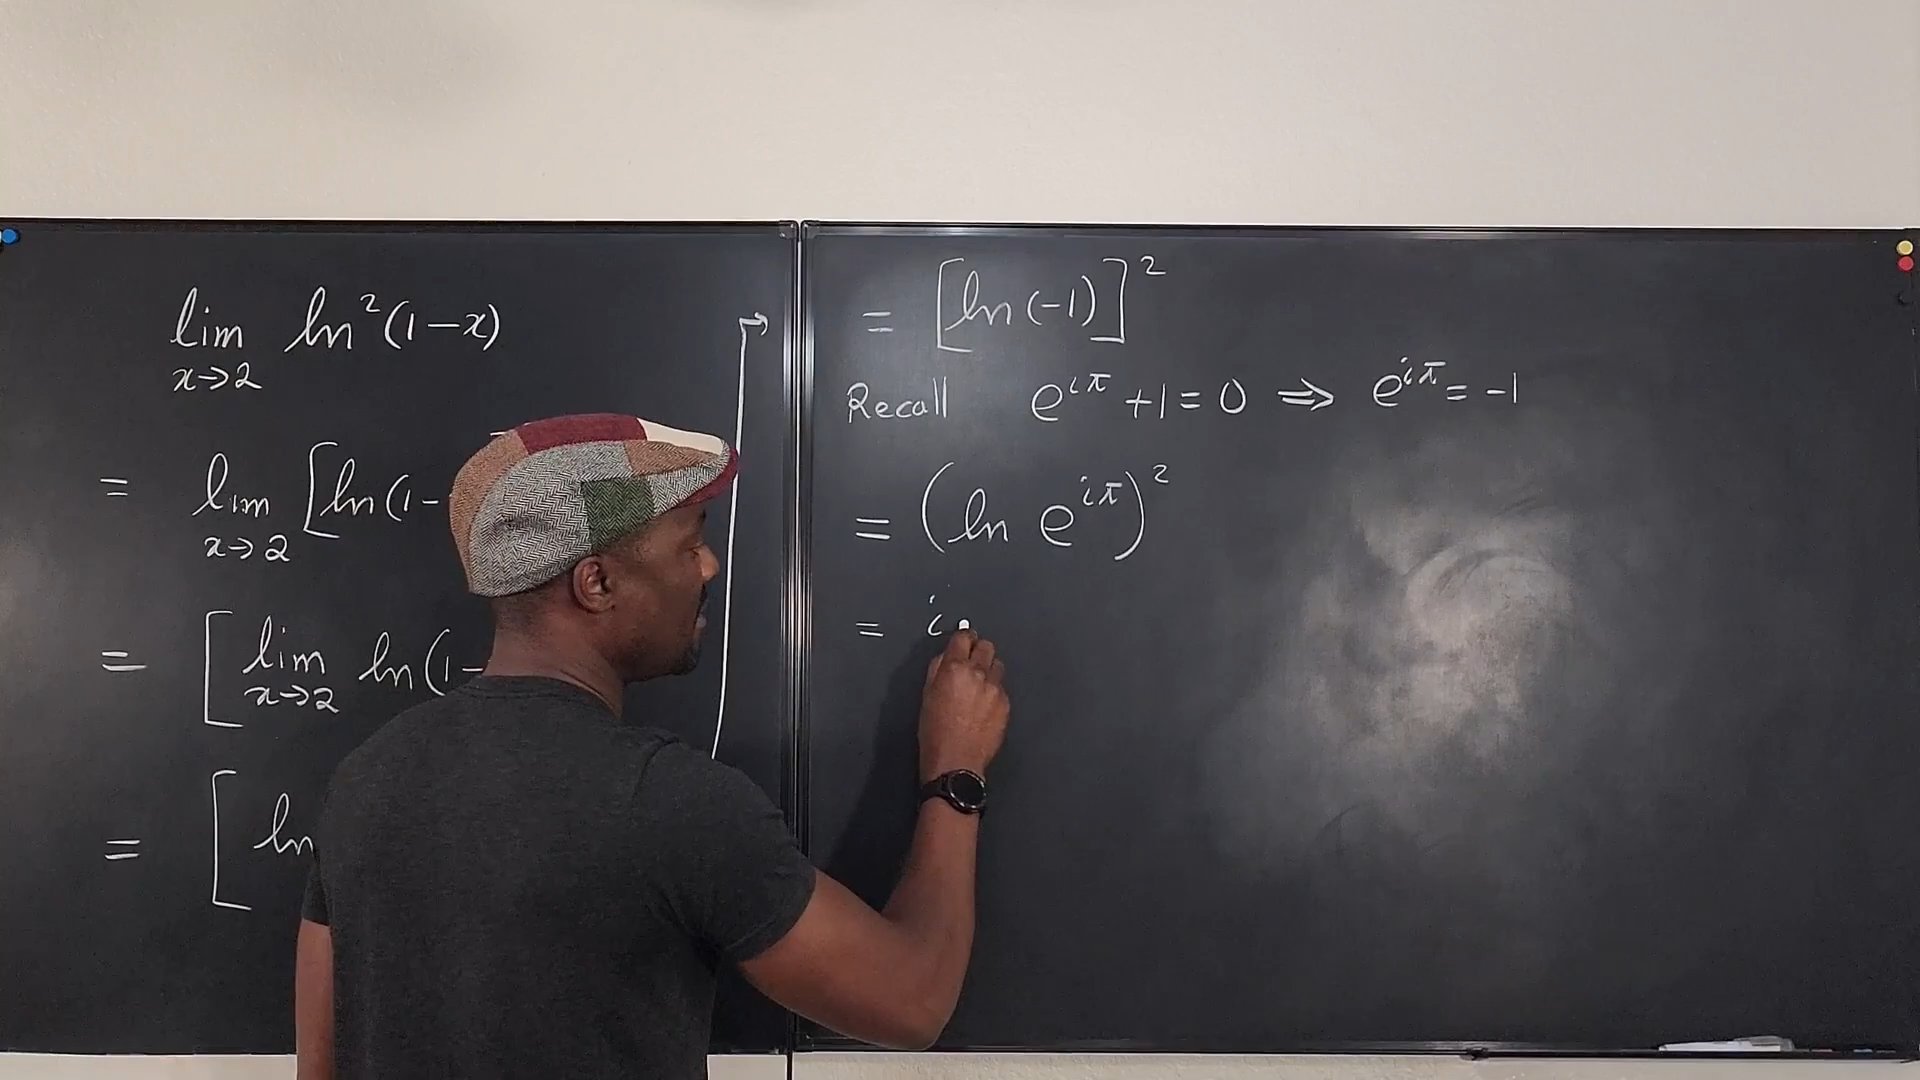 lim ln²(1-x)
x→2
= lim [ln(1-
x→2
= [lim ln(1-
x→2
= [ln
= [ln(-1)]²
Recall e^{iπ} +1=0 ⇒ e^{iπ} = -1
= (ln e^{iπ})²
= i